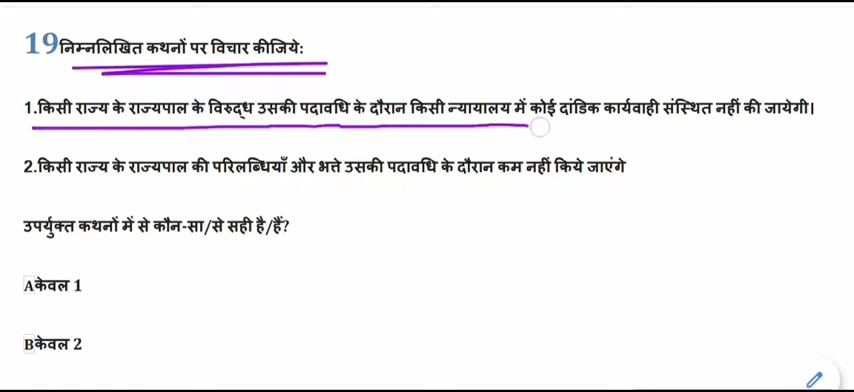 19निम्नलिखित कथनों पर विचार कीजिये:
1.किसी राज्य के राज्यपाल के विरुद्ध उसकी पदावधि के दौरान किसी न्यायालय में कोई दांडिक कार्यवाही संस्थित नहीं की जायेगी।
2.किसी राज्य के राज्यपाल की परिलब्धियाँ और भत्ते उसकी पदावधि के दौरान कम नहीं किये जाएंगे
उपर्युक्त कथनों में से कौन-सा/से सही है/हैं?
Aकेवल 1
Bकेवल 2